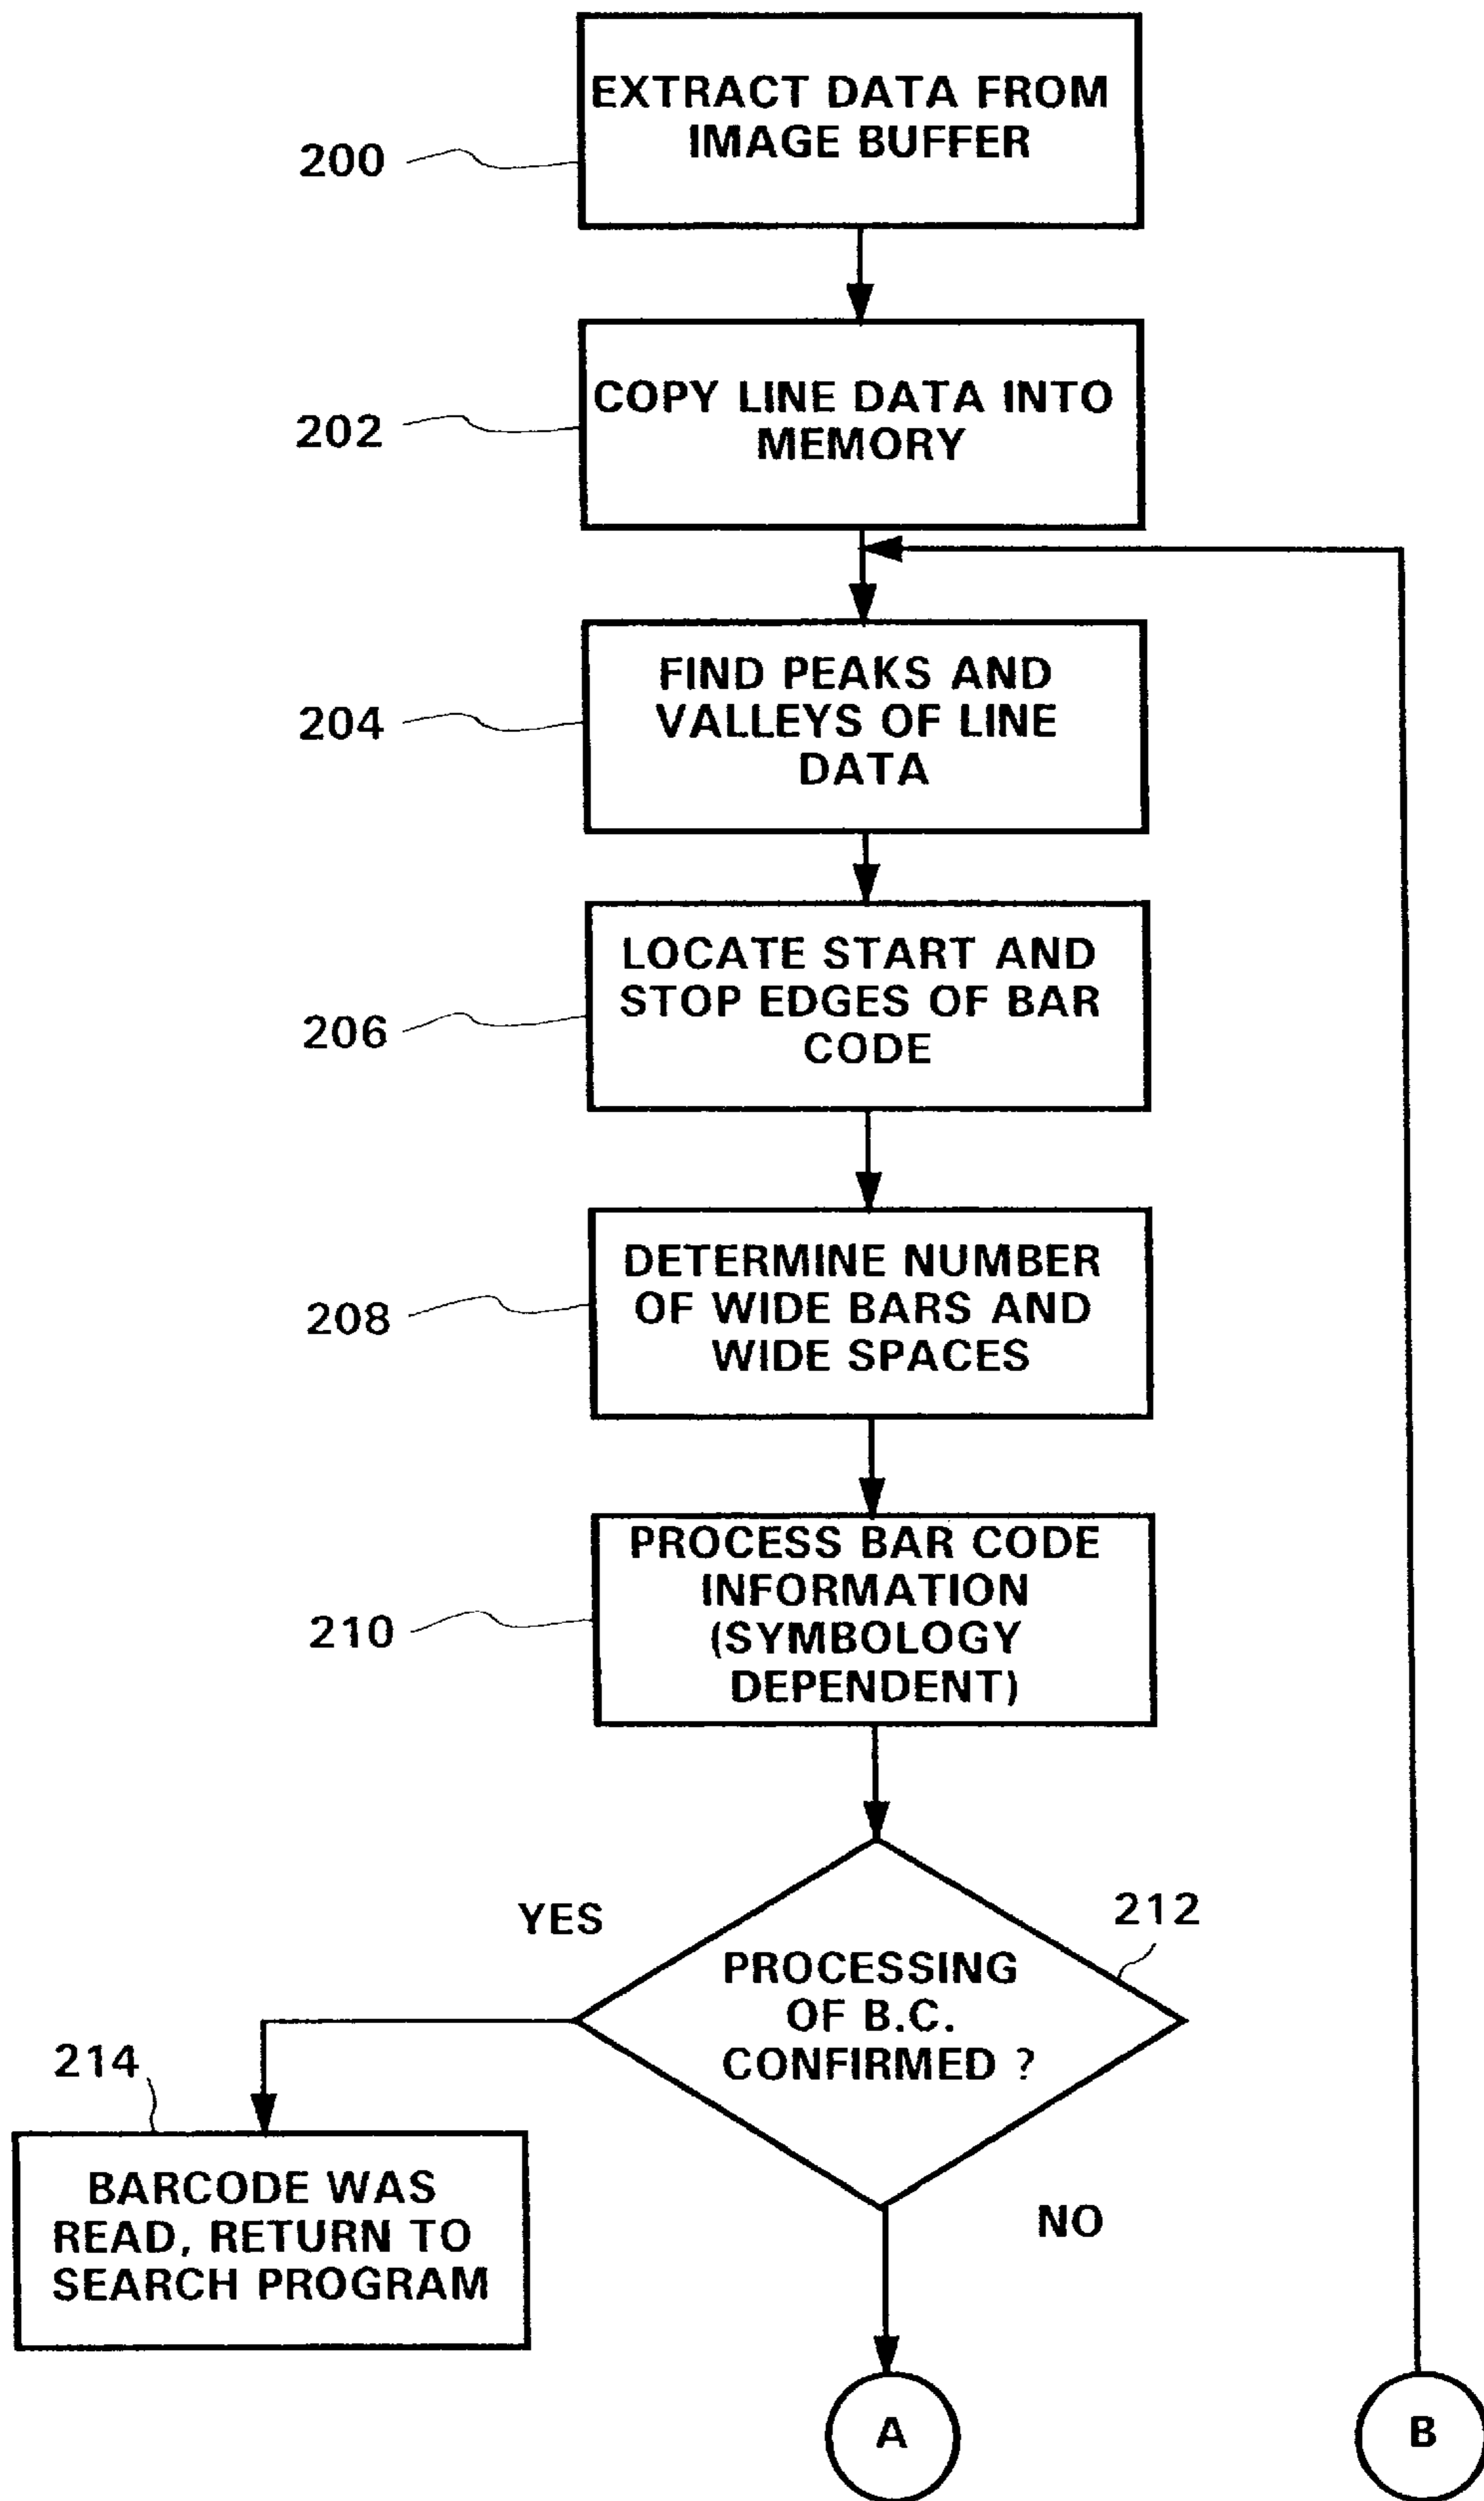 EXTRACT DATA FROM
IMAGE BUFFER
200
COPY LINE DATA INTO
MEMORY
202
FIND PEAKS AND
VALLEYS OF LINE
DATA
204
LOCATE START AND
STOP EDGES OF BAR
CODE
206
DETERMINE NUMBER
OF WIDE BARS AND
WIDE SPACES
208
PROCESS BAR CODE
INFORMATION
(SYMBOLOGY
DEPENDENT)
210
YES
212
PROCESSING
OF B.C.
CONFIRMED ?
214
BARCODE WAS
READ, RETURN TO
SEARCH PROGRAM
NO
A
B